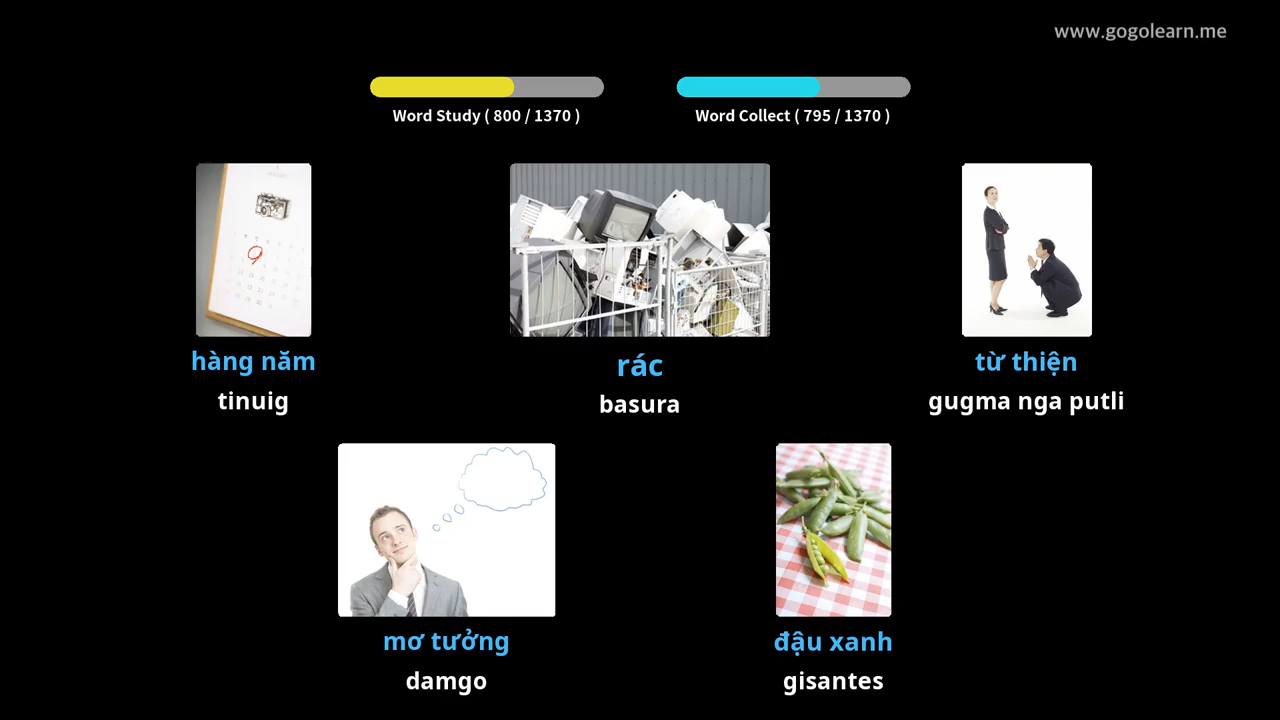 www.gogolearn.me
Word Study ( 800 / 1370 )
Word Collect ( 795 / 1370 )
hàng năm
tinuig
rác
basura
từ thiện
gugma nga putli
mơ tưởng
damgo
đậu xanh
gisantes